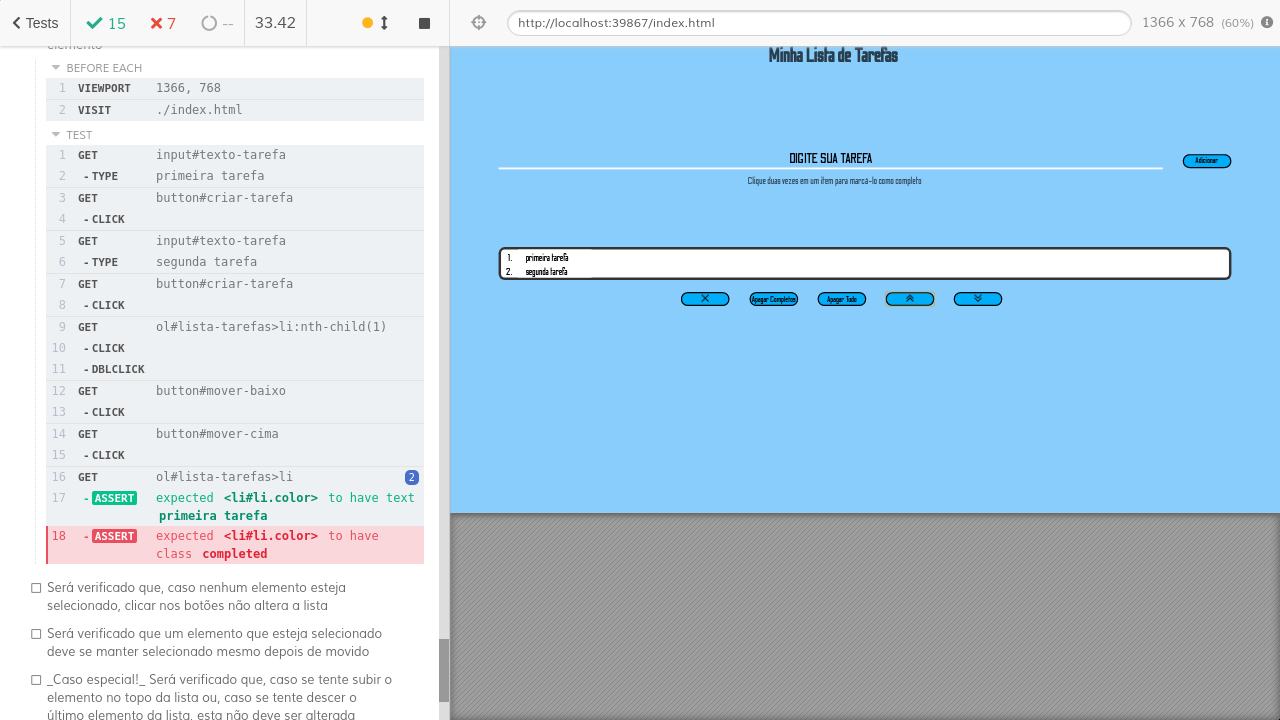 Tests
15
7
--
33.42
http://localhost:39867/index.html
1366 x 768 (60%)
elemento
BEFORE EACH
1 VIEWPORT 1366, 768
2 VISIT ./index.html
TEST
1 GET input#texto-tarefa
2 -TYPE primeira tarefa
3 GET button#criar-tarefa
4 -CLICK
5 GET input#texto-tarefa
6 -TYPE segunda tarefa
7 GET button#criar-tarefa
8 -CLICK
9 GET ol#lista-tarefas>li:nth-child(1)
10 -CLICK
11 -DBLCLICK
12 GET button#mover-baixo
13 -CLICK
14 GET button#mover-cima
15 -CLICK
16 GET ol#lista-tarefas>li 2
17 -ASSERT expected <li#li.color> to have text
primeira tarefa
18 -ASSERT expected <li#li.color> to have
class completed
Será verificado que, caso nenhum elemento esteja
selecionado, clicar nos botões não altera a lista
Será verificado que um elemento que esteja selecionado
deve se manter selecionado mesmo depois de movido
_Caso especial!_ Será verificado que, caso se tente subir o
elemento no topo da lista ou, caso se tente descer o
último elemento da lista, esta não deve ser alterada
Minha Lista de Tarefas
DIGITE SUA TAREFA
Adicionar
Clique duas vezes em um item para marcá-lo como completo
1. primeira tarefa
2. segunda tarefa
Apagar Completos
Apagar Tudo